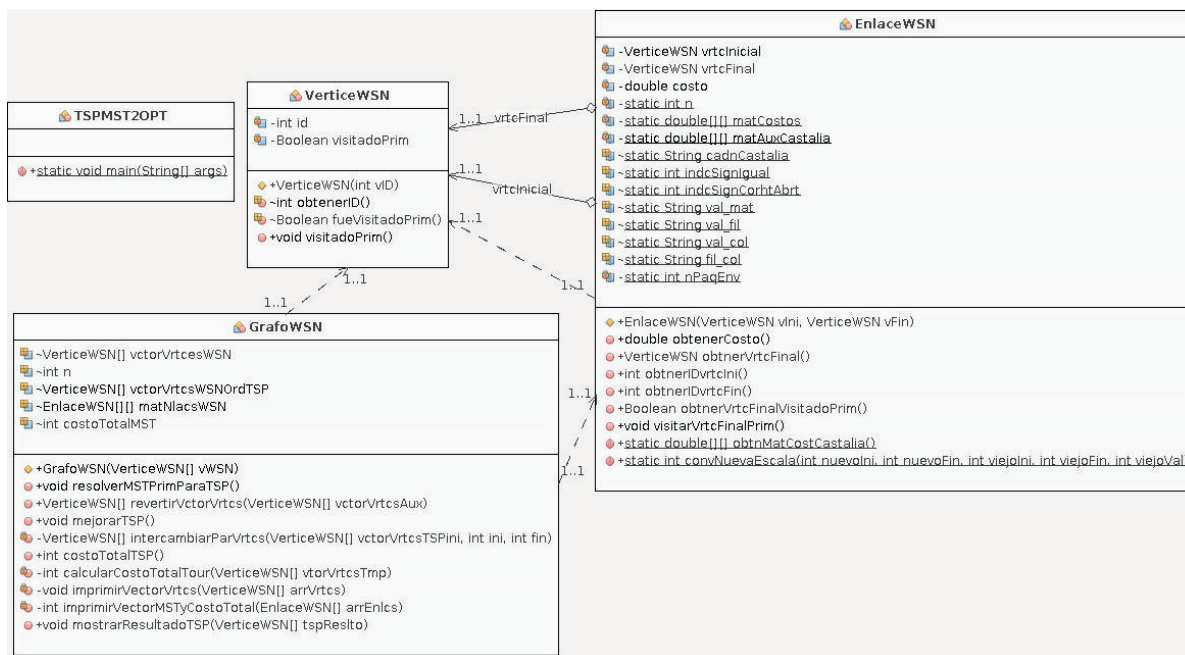 TSPMST2OPT
+static void main(String[] args)
VerticeWSN
-int id
-Boolean visitadoPrim
+VerticeWSN(int vID)
~int obtenerID()
~Boolean fueVisitadoPrim()
+void visitadoPrim()
1..1
vrtcFinal
1..1
vrtcInicial
1..1
1..1
1..1
1..1
EnlaceWSN
-VerticeWSN vrtcInicial
-VerticeWSN vrtcFinal
-double costo
-static int n
-static double[][] matCostos
-static double[][] matAuxCastalia
~static String cadnCastalia
~static int indcSignIgual
~static int indcSignCorhtAbrt
~static String val_mat
~static String val_fil
~static String val_col
~static String fil_col
-static int nPaqEnv
+EnlaceWSN(VerticeWSN vIni, VerticeWSN vFin)
+double obtenerCosto()
+VerticeWSN obtnerVrtcFinal()
+int obtnerIDvrtcIni()
+int obtnerIDvrtcFin()
+Boolean obtnerVrtcFinalVisitadoPrim()
+void visitarVrtcFinalPrim()
+static double[][] obtnMatCostCastalia()
+static int convNuevaEscala(int nuevoIni, int nuevoFin, int viejoIni, int viejoFin, int viejoVal)
GrafoWSN
~VerticeWSN[] vctorVrtcesWSN
~int n
~VerticeWSN[] vctorVrtcsWSNOrdTSP
~EnlaceWSN[][] matNlacsWSN
~int costoTotalMST
+GrafoWSN(VerticeWSN[] vWSN)
+void resolverMSTPrimParaTSP()
+VerticeWSN[] revertirVctorVrtcs(VerticeWSN[] vctorVrtcsAux)
+void mejorarTSP()
-VerticeWSN[] intercambiarParVrtcs(VerticeWSN[] vctorVrtcsTSPini, int ini, int fin)
+int costoTotalTSP()
-int calcularCostoTotalTour(VerticeWSN[] vtorVrtcsTmp)
-void imprimirVectorVrtcs(VerticeWSN[] arrVrtcs)
-int imprimirVectorMSTyCostoTotal(EnlaceWSN[] arrEnlcs)
+void mostrarResultadoTSP(VerticeWSN[] tspReslto)
1..1
1..1